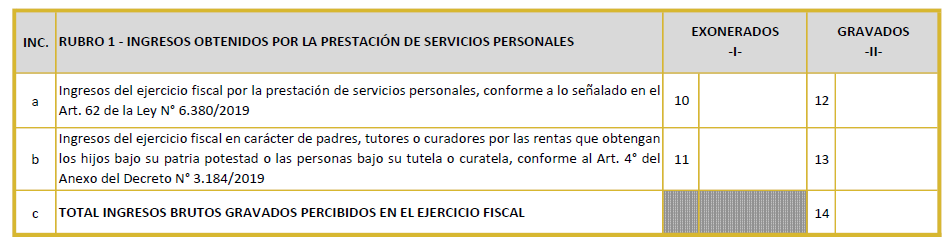 INC. RUBRO 1 - INGRESOS OBTENIDOS POR LA PRESTACIÓN DE SERVICIOS PERSONALES EXONERADOS -I- GRAVADOS -II-
a Ingresos del ejercicio fiscal por la prestación de servicios personales, conforme a lo señalado en el 10 12
Art. 62 de la Ley N° 6.380/2019
b Ingresos del ejercicio fiscal en carácter de padres, tutores o curadores por las rentas que obtengan 11 13
los hijos bajo su patria potestad o las personas bajo su tutela o curatela, conforme al Art. 4° del
Anexo del Decreto N° 3.184/2019
c TOTAL INGRESOS BRUTOS GRAVADOS PERCIBIDOS EN EL EJERCICIO FISCAL 14